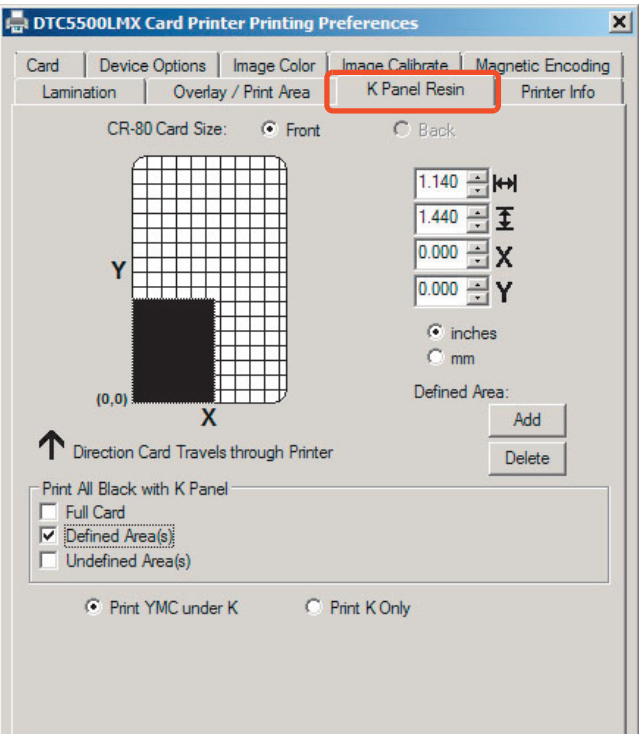 DTC5500LMX Card Printer Printing Preferences
Card Device Options Image Color Image Calibrate Magnetic Encoding
Lamination Overlay / Print Area K Panel Resin Printer Info
CR-80 Card Size: Front Back
1.140
1.440
0.000 X
Y
0.000 Y
inches
mm
(0,0)
Defined Area:
X
Add
Direction Card Travels through Printer
Delete
Print All Black with K Panel
Full Card
Defined Area(s)
Undefined Area(s)
Print YMC under K Print K Only